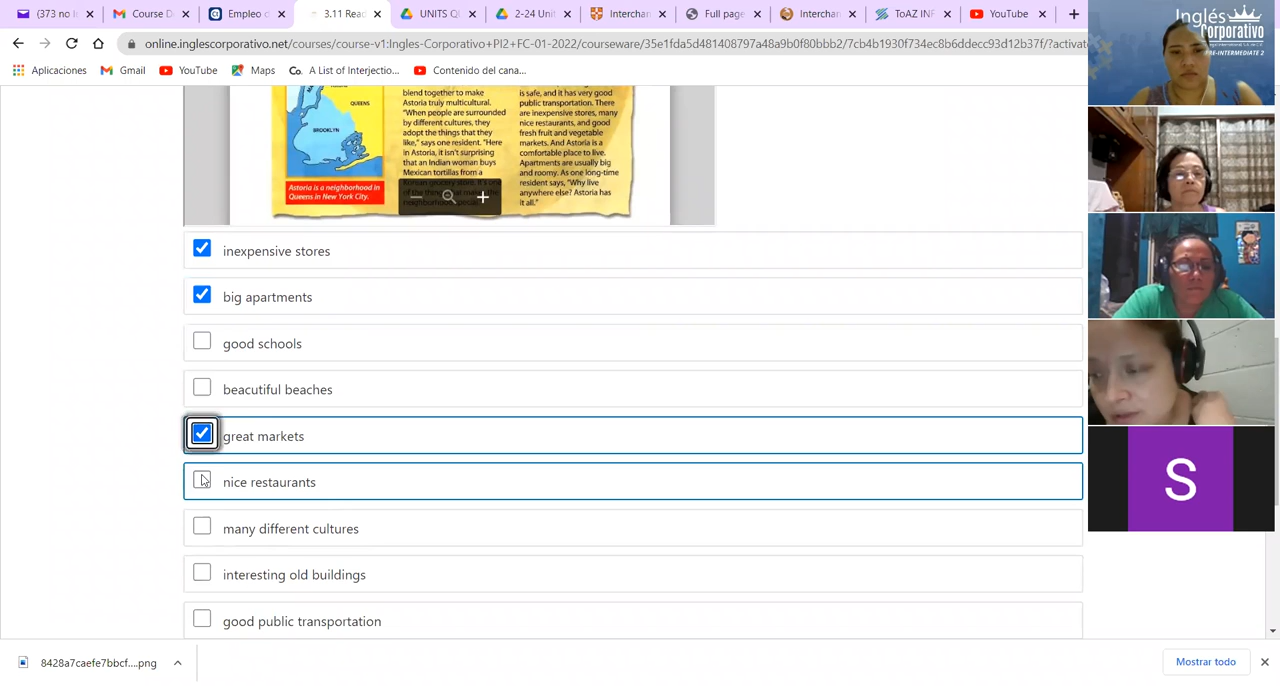 (373 no l
Course D
Empleo d
3.11 Read
UNITS Q
2-24 Unit
Interchan
Full page
Interchan
ToAZ INF
YouTube
online.inglescorporativo.net/courses/course-v1:Ingles-Corporativo+PI2+FC-01-2022/courseware/35e1fda5d481408797a48a9b0f80bbb2/7cb4b1930f734ec8b6ddecc93d12b37f/?activat
Aplicaciones
Gmail
YouTube
Maps
Co. A List of Interjectio...
Contenido del cana...
Inglés
Corporativo
PRE-INTERMEDIATE 2
QUEENS
BROOKLYN
Astoria is a neighborhood in
Queens in New York City.
blend together to make
Astoria truly multicultural.
"When people are surrounded
by different cultures, they
adopt the things that they
like," says one resident. "Here
in Astoria, it isn't surprising
that an Indian woman buys
Mexican tortillas from a
is safe, and it has very good
public transportation. There
are inexpensive stores, many
nice restaurants, and good
fresh fruit and vegetable
markets. And Astoria is a
comfortable place to live.
Apartments are usually big
and roomy. As one long-time
resident says, "Why live
anywhere else? Astoria has
it all."
inexpensive stores
big apartments
good schools
beacutiful beaches
great markets
nice restaurants
many different cultures
interesting old buildings
good public transportation
S
8428a7caefe7bbcf....png
Mostrar todo